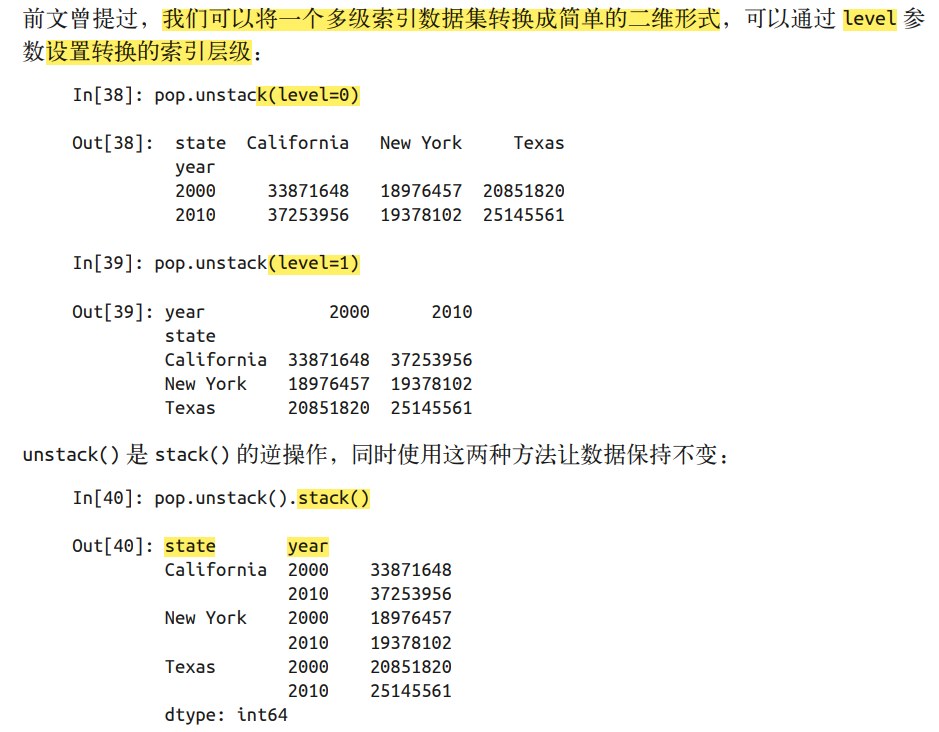 前文曾提过，我们可以将一个多级索引数据集转换成简单的二维形式，可以通过 level 参
数设置转换的索引层级：
In[38]: pop.unstack(level=0)
Out[38]: state California New York Texas
year
2000 33871648 18976457 20851820
2010 37253956 19378102 25145561
In[39]: pop.unstack(level=1)
Out[39]: year 2000 2010
state
California 33871648 37253956
New York 18976457 19378102
Texas 20851820 25145561
unstack() 是 stack() 的逆操作，同时使用这两种方法让数据保持不变：
In[40]: pop.unstack().stack()
Out[40]: state year
California 2000 33871648
2010 37253956
New York 2000 18976457
2010 19378102
Texas 2000 20851820
2010 25145561
dtype: int64